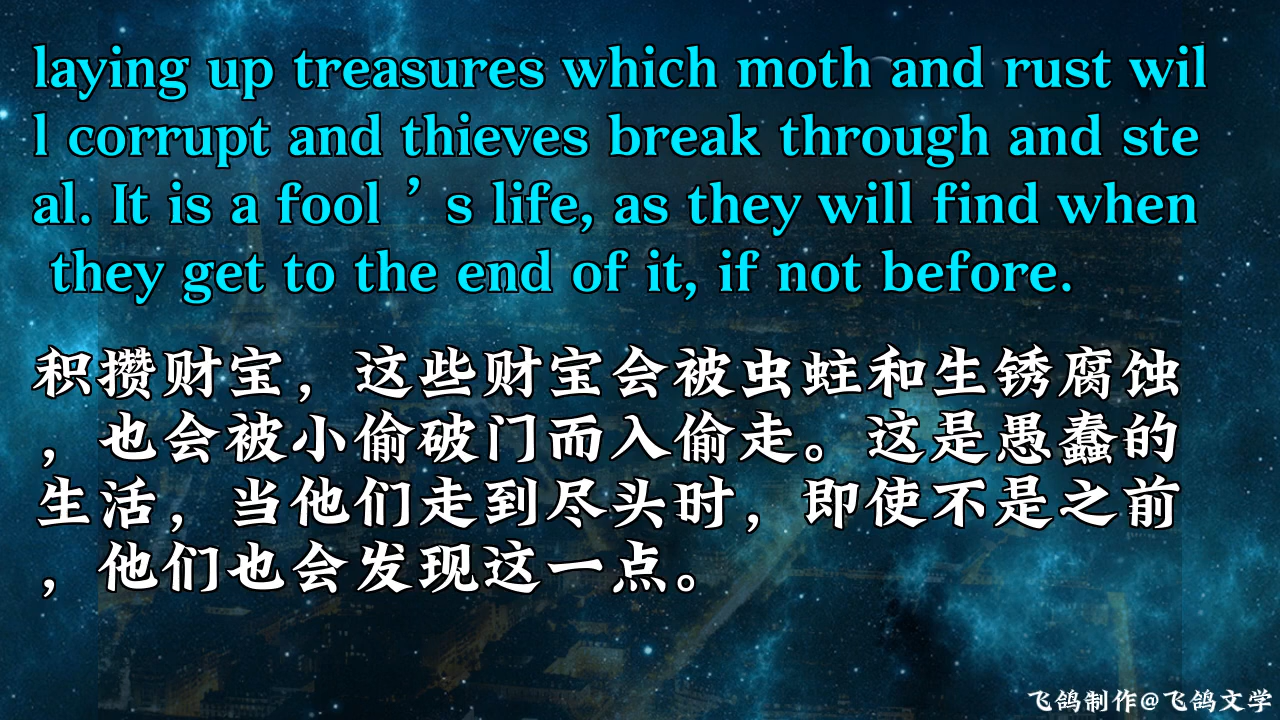 laying up treasures which moth and rust wil
l corrupt and thieves break through and ste
al. It is a fool ’ s life, as they will find when
they get to the end of it, if not before.
积攒财宝，这些财宝会被虫蛀和生锈腐蚀
，也会被小偷破门而入偷走。这是愚蠢的
生活，当他们走到尽头时，即使不是之前
，他们也会发现这一点。
飞鸽制作@飞鸽文学